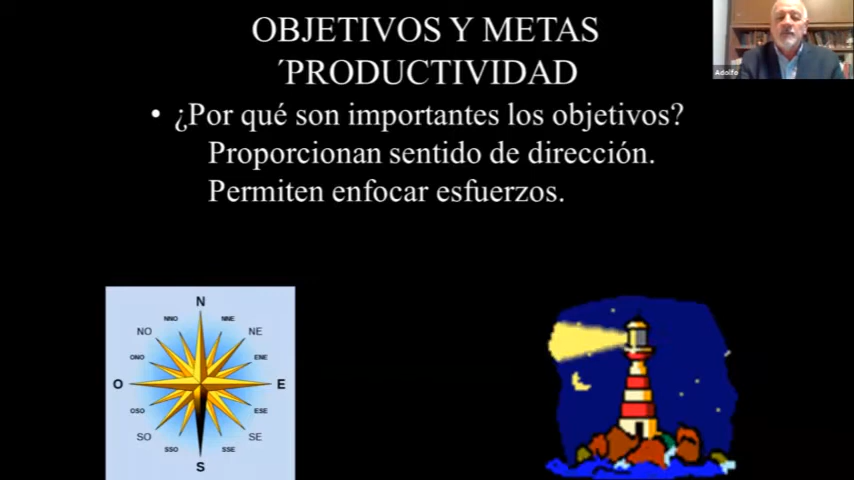 OBJETIVOS Y METAS
´PRODUCTIVIDAD
• ¿Por qué son importantes los objetivos?
Proporcionan sentido de dirección.
Permiten enfocar esfuerzos.
Adolfo
N
NNO
NNE
NO
NE
ONO
ENE
O
E
OSO
ESE
SO
SE
SSO
SSE
S